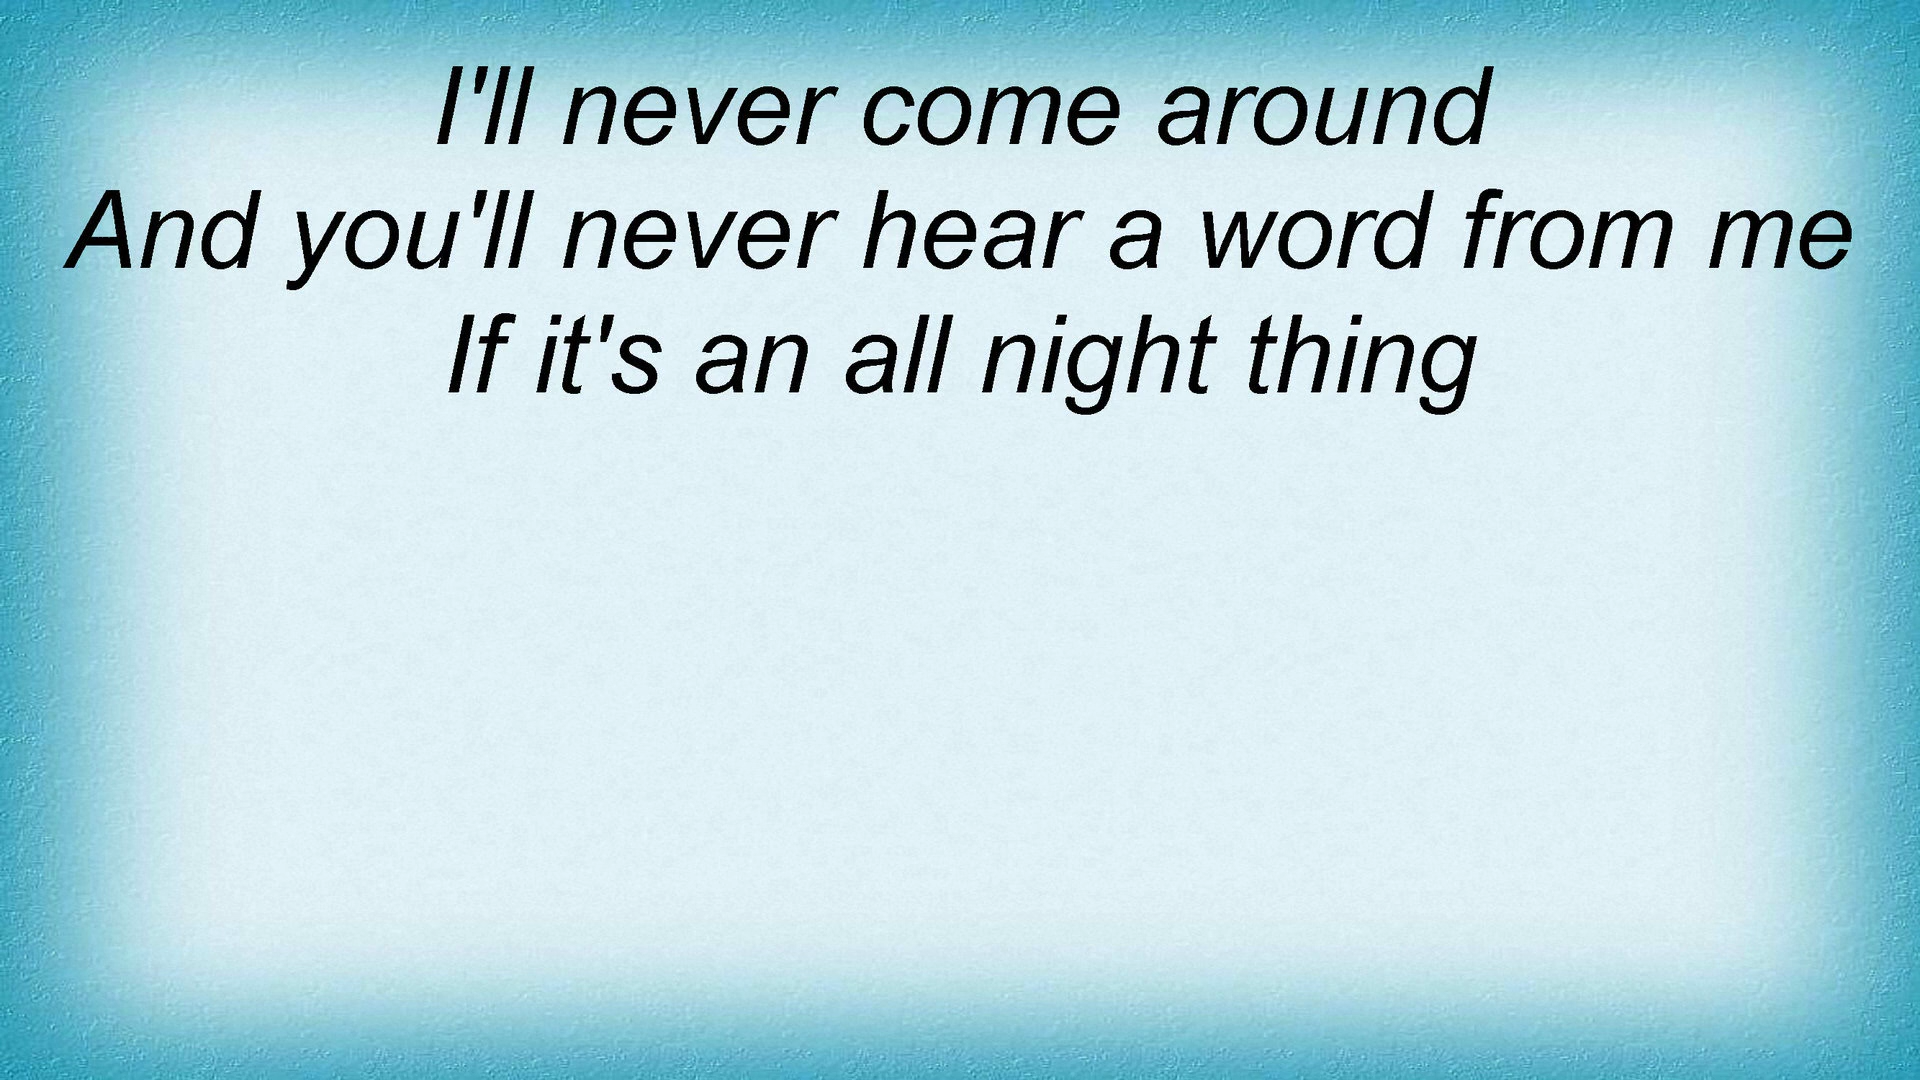 I'll never come around
And you'll never hear a word from me
If it's an all night thing